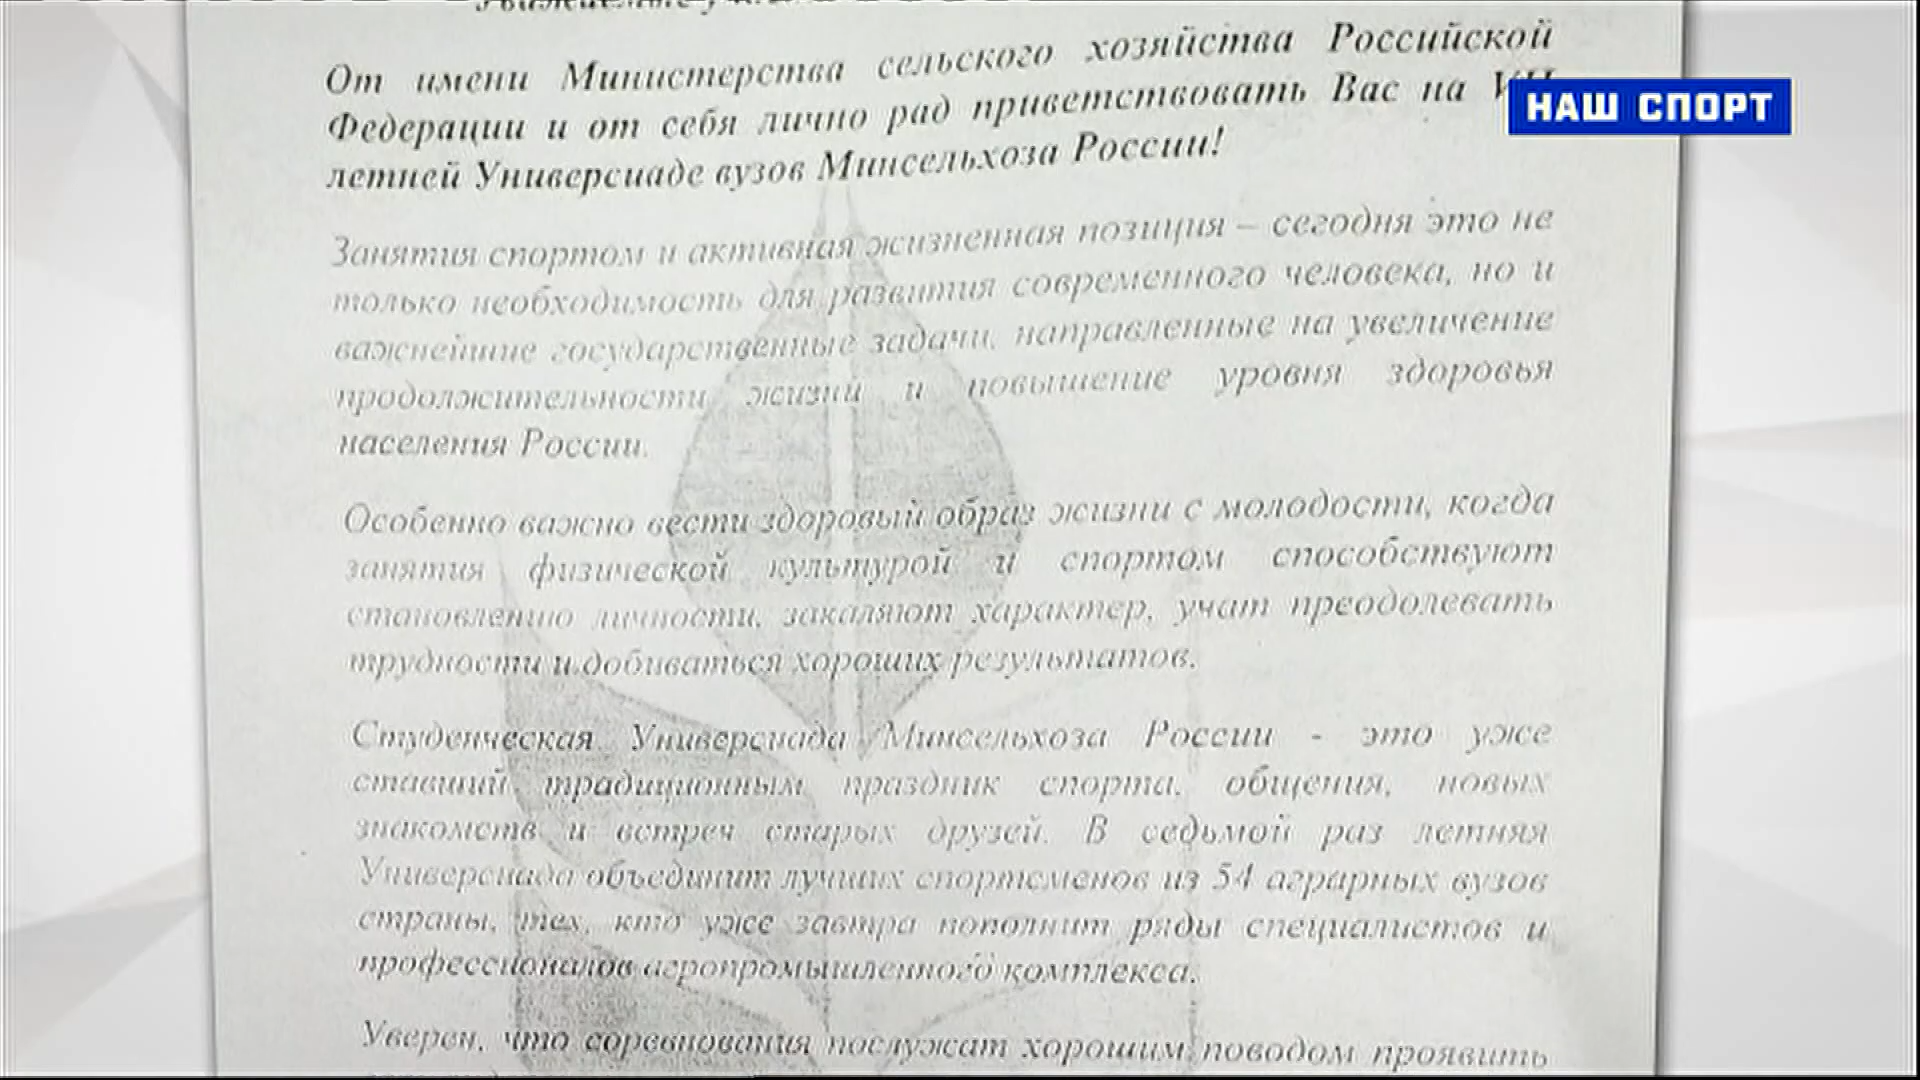 От имени Министерства сельского хозяйства Российской
Федерации и от себя лично рад приветствовать Вас на
НАШ СПОРТ
летней Универсиаде вузов Минсельхоза России!
Занятия спортом и активная жизненная позиция – сегодня это не
только необходимость для развития современного человека, но и
важнейшие государственные задачи, направленные на увеличение
продолжительности жизни и повышение уровня здоровья
населения России.
Особенно важно вести здоровый образ жизни с молодости, когда
занятия физической культурой и спортом способствуют
становлению личности, закаляют характер, учат преодолевать
трудности и добиваться хороших результатов.
Студенческая Универсиада Минсельхоза России - это уже
ставший традиционным праздник спорта, общения, новых
знакомств и встреч старых друзей. В седьмой раз летняя
Универсиада объединит лучших спортсменов из 54 аграрных вузов
страны, тех, кто уже завтра пополнит ряды специалистов и
профессионалов агропромышленного комплекса.
Уверен, что соревнования послужат хорошим поводом проявить